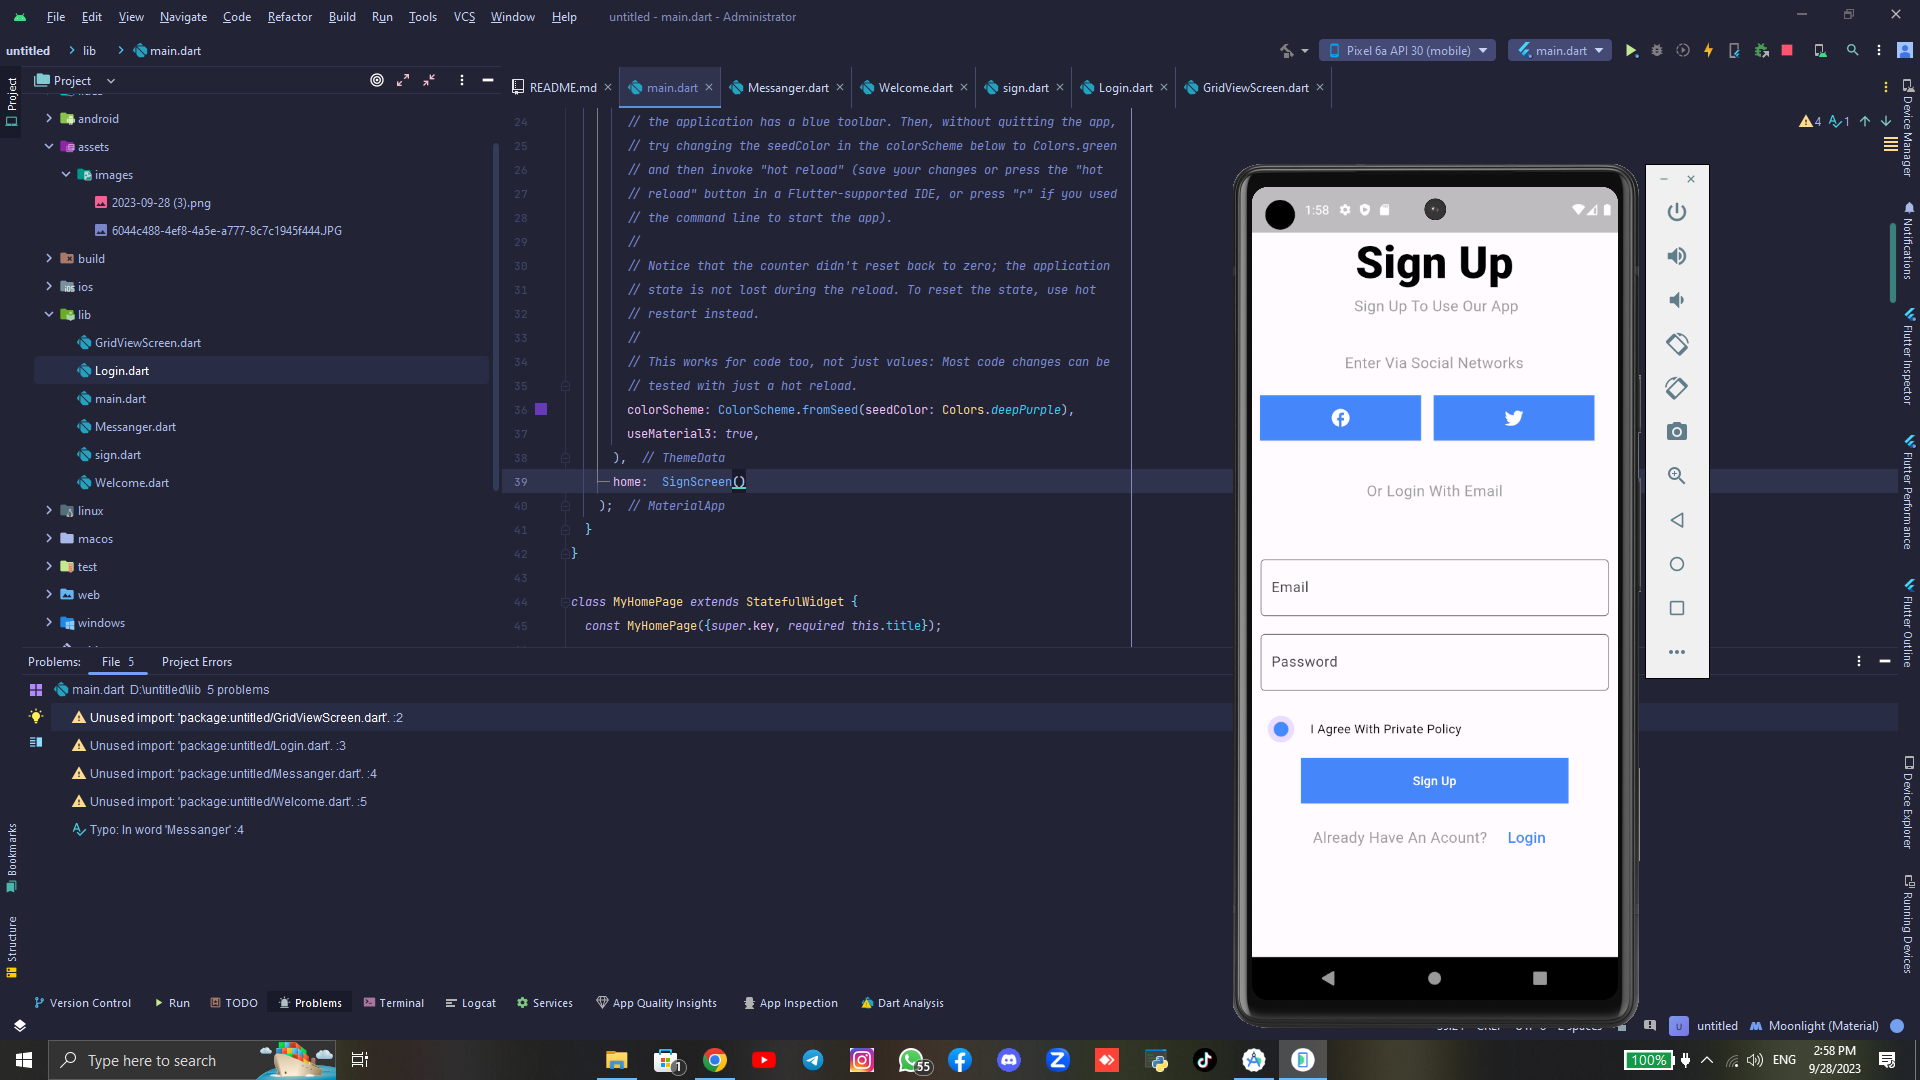 File Edit View Navigate Code Refactor Build Run Tools VCS Window Help untitled - main.dart - Administrator
untitled lib main.dart
Pixel 6a API 30 (mobile) main.dart
Project
README.md main.dart Messanger.dart Welcome.dart sign.dart Login.dart GridViewScreen.dart
Project
android
assets
images
2023-09-28 (3).png
6044c488-4ef8-4a5e-a777-8c7c1945f444.JPG
build
ios
lib
GridViewScreen.dart
Login.dart
main.dart
Messanger.dart
sign.dart
Welcome.dart
linux
macos
test
web
windows
24 // the application has a blue toolbar. Then, without quitting the app,
25 // try changing the seedColor in the colorScheme below to Colors.green
26 // and then invoke "hot reload" (save your changes or press the "hot
27 // reload" button in a Flutter-supported IDE, or press "r" if you used
28 // the command line to start the app).
29 //
30 // Notice that the counter didn't reset back to zero; the application
31 // state is not lost during the reload. To reset the state, use hot
32 // restart instead.
33 //
34 // This works for code too, not just values: Most code changes can be
35 // tested with just a hot reload.
36 colorScheme: ColorScheme.fromSeed(seedColor: Colors.deepPurple),
37 useMaterial3: true,
38 ), // ThemeData
39 home: SignScreen()
40 ); // MaterialApp
41 }
42 }
43
44 class MyHomePage extends StatefulWidget {
45 const MyHomePage({super.key, required this.title});
4 1
Device Manager
Notifications
Flutter Inspector
Flutter Performance
Flutter Outline
Device Explorer
Running Devices
1:58
Sign Up
Sign Up To Use Our App
Enter Via Social Networks
Or Login With Email
Email
Password
I Agree With Private Policy
Sign Up
Already Have An Acount? Login
Problems: File 5 Project Errors
main.dart D:\untitled\lib 5 problems
Unused import: 'package:untitled/GridViewScreen.dart'. :2
Unused import: 'package:untitled/Login.dart'. :3
Unused import: 'package:untitled/Messanger.dart'. :4
Unused import: 'package:untitled/Welcome.dart'. :5
Typo: In word 'Messanger' :4
Bookmarks
Structure
Version Control Run TODO Problems Terminal Logcat Services App Quality Insights App Inspection Dart Analysis
U untitled Moonlight (Material)
Type here to search
1
55
100% ENG
2:58 PM
9/28/2023